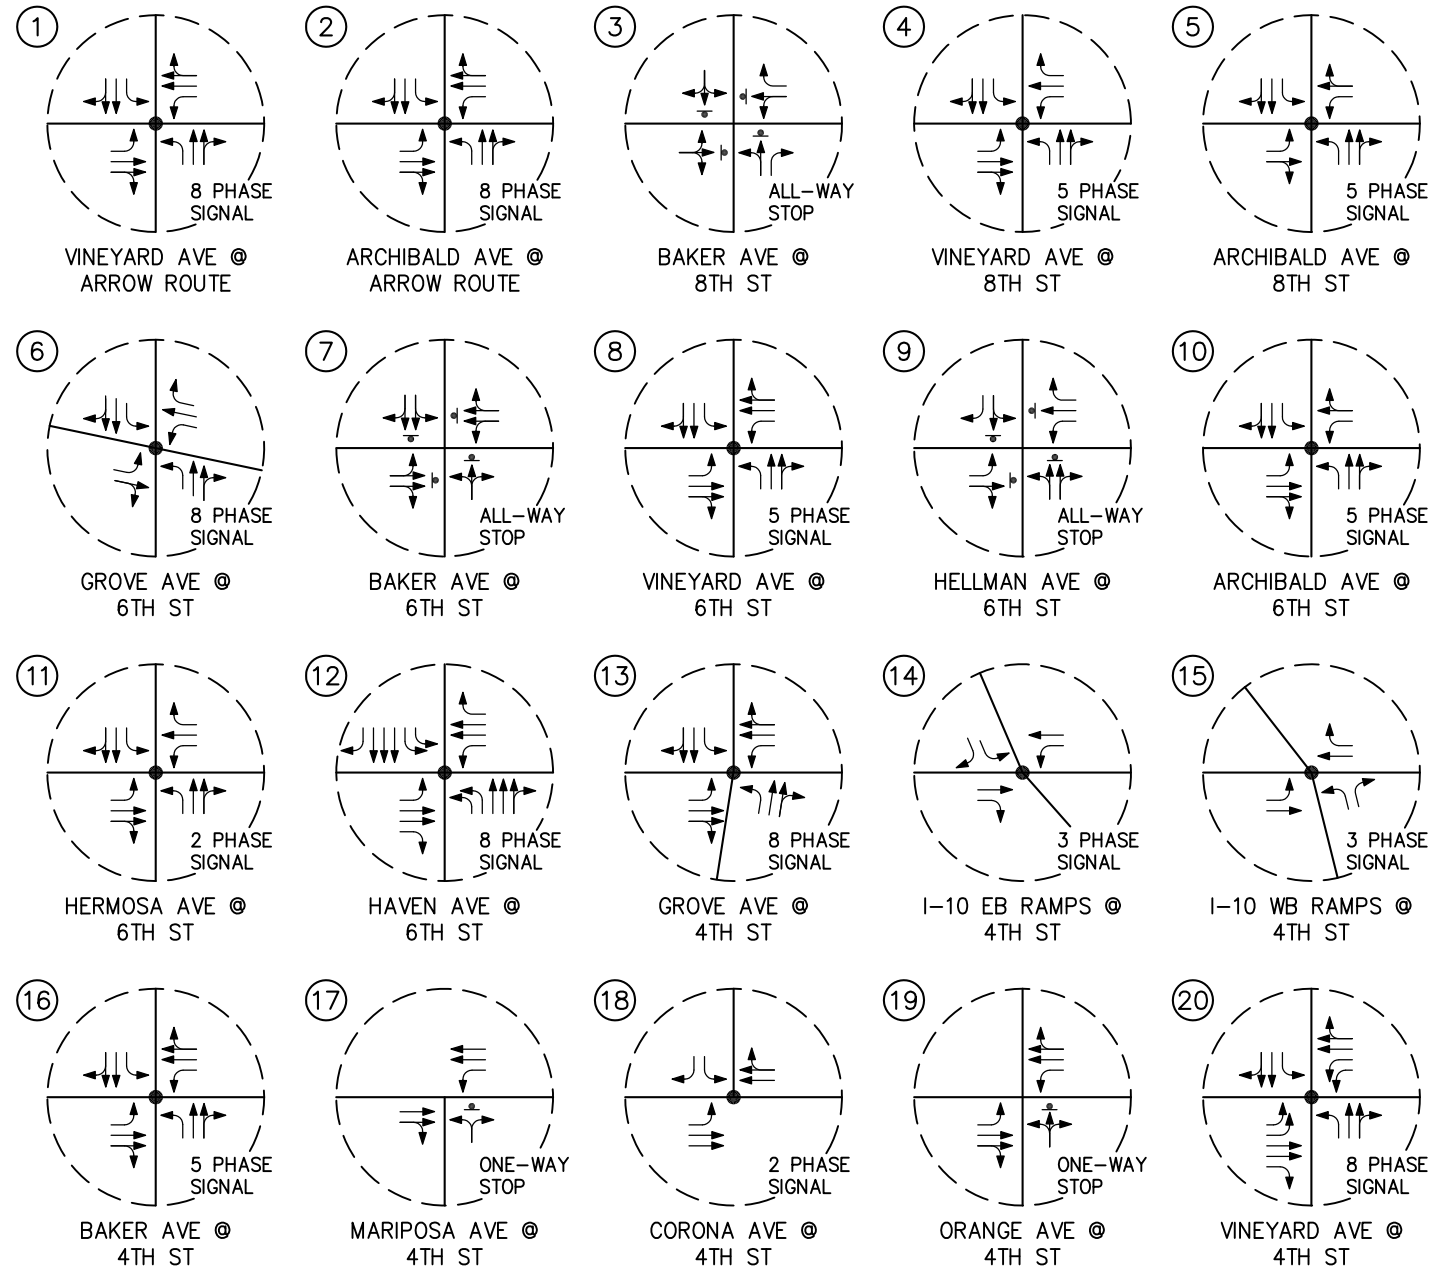 1
8 PHASE
SIGNAL
VINEYARD AVE @
ARROW ROUTE
2
8 PHASE
SIGNAL
ARCHIBALD AVE @
ARROW ROUTE
3
ALL-WAY
STOP
BAKER AVE @
8TH ST
4
5 PHASE
SIGNAL
VINEYARD AVE @
8TH ST
5
5 PHASE
SIGNAL
ARCHIBALD AVE @
8TH ST
6
8 PHASE
SIGNAL
GROVE AVE @
6TH ST
7
ALL-WAY
STOP
BAKER AVE @
6TH ST
8
5 PHASE
SIGNAL
VINEYARD AVE @
6TH ST
9
ALL-WAY
STOP
HELLMAN AVE @
6TH ST
10
5 PHASE
SIGNAL
ARCHIBALD AVE @
6TH ST
11
2 PHASE
SIGNAL
HERMOSA AVE @
6TH ST
12
8 PHASE
SIGNAL
HAVEN AVE @
6TH ST
13
8 PHASE
SIGNAL
GROVE AVE @
4TH ST
14
3 PHASE
SIGNAL
I-10 EB RAMPS @
4TH ST
15
3 PHASE
SIGNAL
I-10 WB RAMPS @
4TH ST
16
5 PHASE
SIGNAL
BAKER AVE @
4TH ST
17
ONE-WAY
STOP
MARIPOSA AVE @
4TH ST
18
2 PHASE
SIGNAL
CORONA AVE @
4TH ST
19
ONE-WAY
STOP
ORANGE AVE @
4TH ST
20
8 PHASE
SIGNAL
VINEYARD AVE @
4TH ST